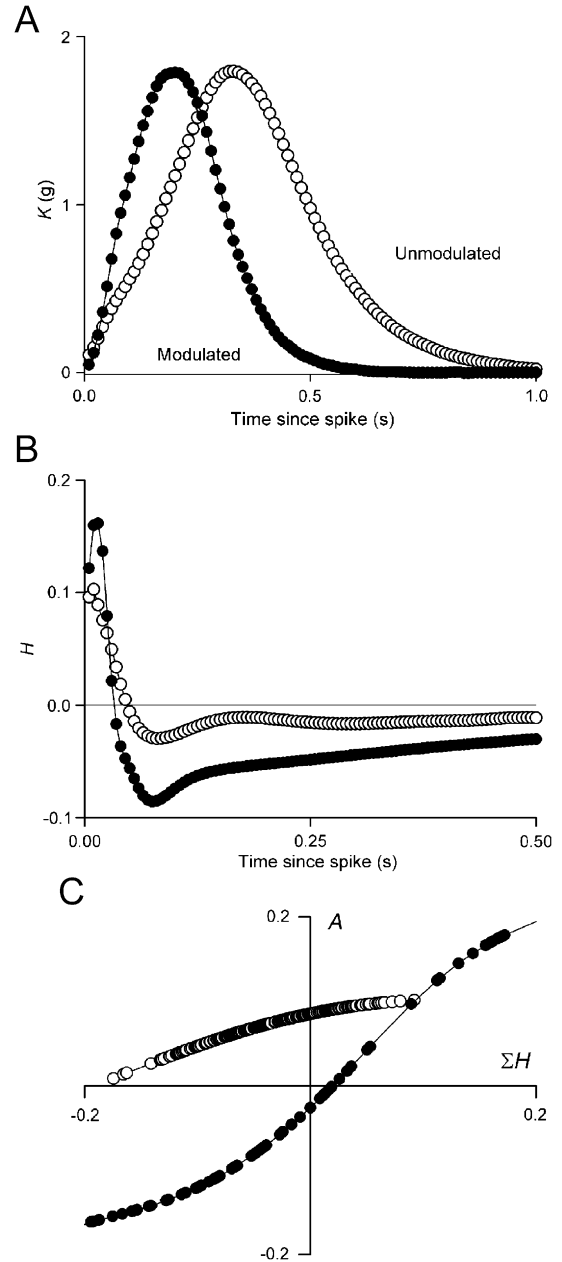 A
2
K (g)
1
Unmodulated
Modulated
0
0.0 0.5 1.0
Time since spike (s)
B
0.2
0.1
H
0.0
-0.1
0.00 0.25 0.50
Time since spike (s)
C
0.2 A
ΣH
-0.2 0.2
-0.2